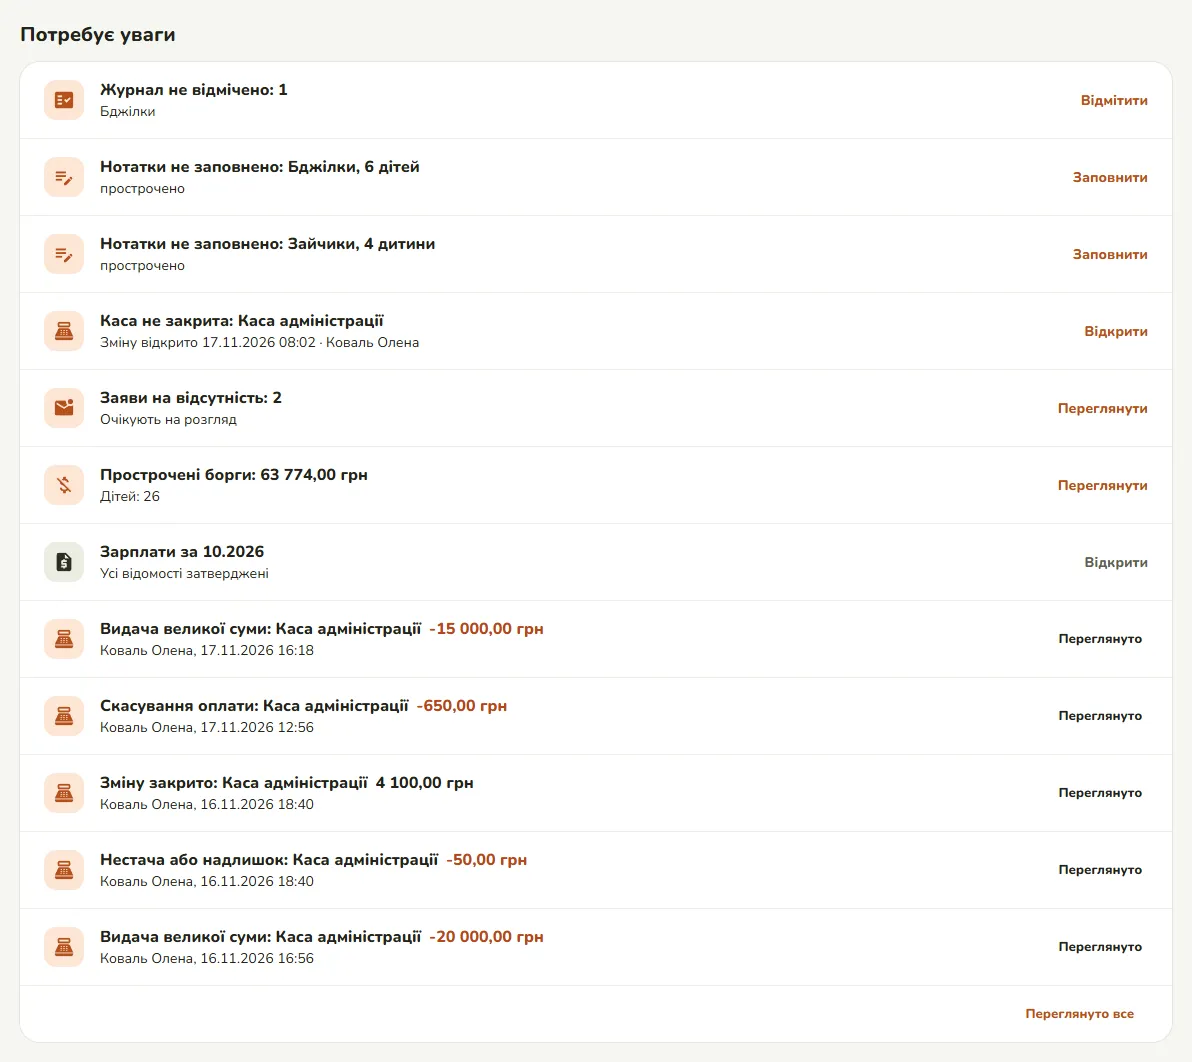 Потребує уваги
Журнал не відмічено: 1
Бджілки
Відмітити
Нотатки не заповнено: Бджілки, 6 дітей
прострочено
Заповнити
Нотатки не заповнено: Зайчики, 4 дитини
прострочено
Заповнити
Каса не закрита: Каса адміністрації
Зміну відкрито 17.11.2026 08:02 · Коваль Олена
Відкрити
Заяви на відсутність: 2
Очікують на розгляд
Переглянути
Прострочені борги: 63 774,00 грн
Дітей: 26
Переглянути
Зарплати за 10.2026
Усі відомості затверджені
Відкрити
Видача великої суми: Каса адміністрації -15 000,00 грн
Коваль Олена, 17.11.2026 16:18
Переглянуто
Скасування оплати: Каса адміністрації -650,00 грн
Коваль Олена, 17.11.2026 12:56
Переглянуто
Зміну закрито: Каса адміністрації 4 100,00 грн
Коваль Олена, 16.11.2026 18:40
Переглянуто
Нестача або надлишок: Каса адміністрації -50,00 грн
Коваль Олена, 16.11.2026 18:40
Переглянуто
Видача великої суми: Каса адміністрації -20 000,00 грн
Коваль Олена, 16.11.2026 16:56
Переглянуто
Переглянуто все